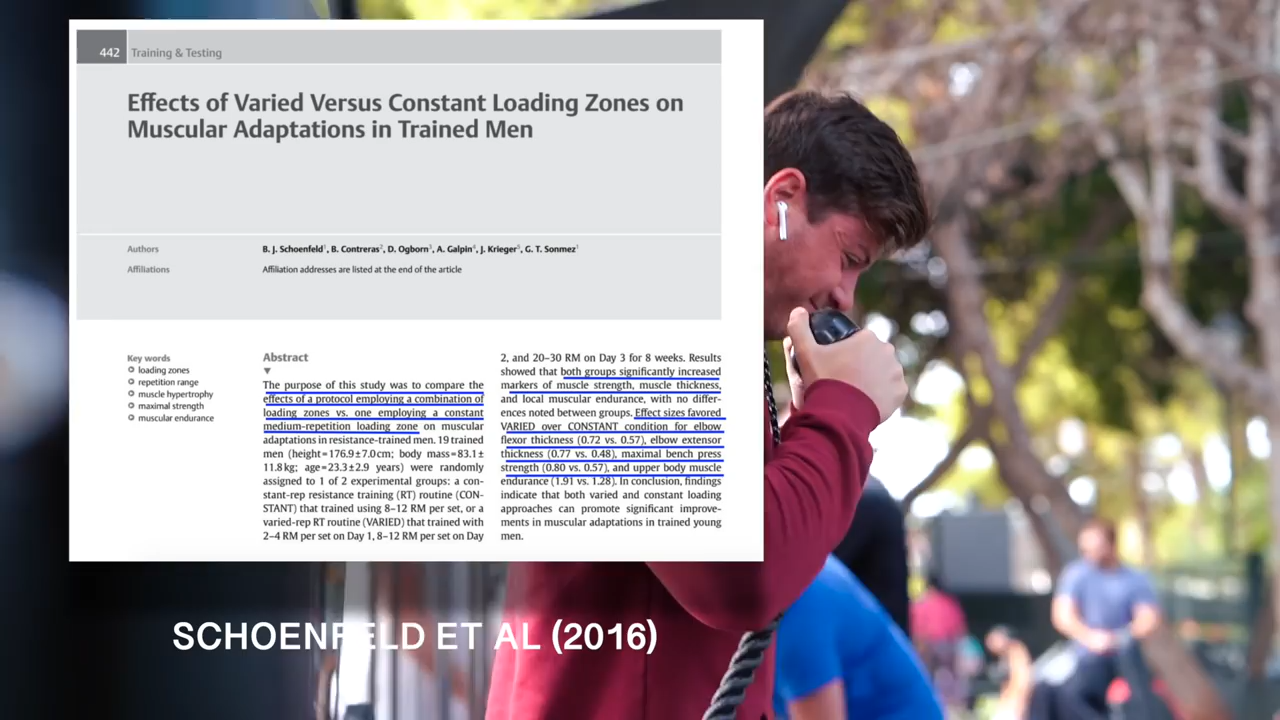 442 Training & Testing
Effects of Varied Versus Constant Loading Zones on
Muscular Adaptations in Trained Men
Authors B. J. Schoenfeld1, B. Contreras2, D. Ogborn3, A. Galpin4, J. Krieger5, G. T. Sonmez1
Affiliations Affiliation addresses are listed at the end of the article
Key words
loading zones
repetition range
muscle hypertrophy
maximal strength
muscular endurance
Abstract
The purpose of this study was to compare the
effects of a protocol employing a combination of
loading zones vs. one employing a constant
medium-repetition loading zone on muscular
adaptations in resistance-trained men. 19 trained
men (height=176.9±7.0cm; body mass=83.1±
11.8kg; age=23.3±2.9 years) were randomly
assigned to 1 of 2 experimental groups: a con-
stant-rep resistance training (RT) routine (CON-
STANT) that trained using 8–12 RM per set, or a
varied-rep RT routine (VARIED) that trained with
2–4 RM per set on Day 1, 8–12 RM per set on Day
2, and 20–30 RM on Day 3 for 8 weeks. Results
showed that both groups significantly increased
markers of muscle strength, muscle thickness,
and local muscular endurance, with no differ-
ences noted between groups. Effect sizes favored
VARIED over CONSTANT condition for elbow
flexor thickness (0.72 vs. 0.57), elbow extensor
thickness (0.77 vs. 0.48), maximal bench press
strength (0.80 vs. 0.57), and upper body muscle
endurance (1.91 vs. 1.28). In conclusion, findings
indicate that both varied and constant loading
approaches can promote significant improve-
ments in muscular adaptations in trained young
men.
SCHOENFELD ET AL (2016)